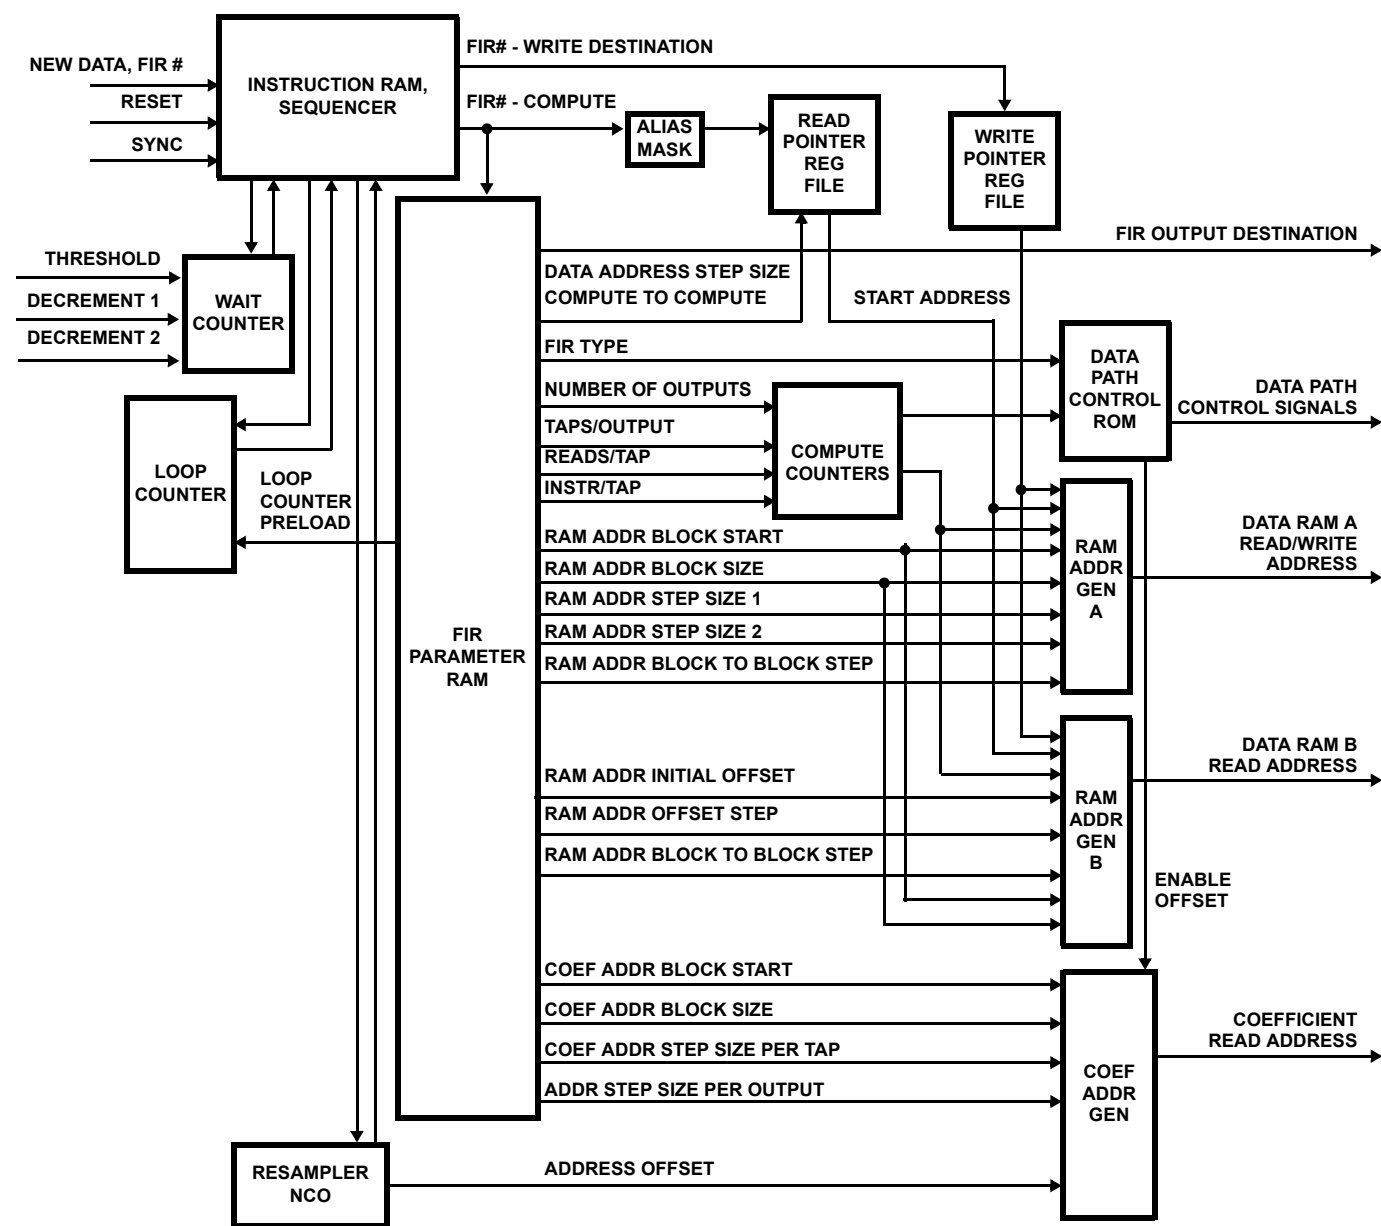 NEW DATA, FIR #
RESET
SYNC
INSTRUCTION RAM,
SEQUENCER
FIR# - WRITE DESTINATION
FIR# - COMPUTE
ALIAS
MASK
READ
POINTER
REG
FILE
WRITE
POINTER
REG
FILE
THRESHOLD
DECREMENT 1
DECREMENT 2
WAIT
COUNTER
LOOP
COUNTER
LOOP
COUNTER
PRELOAD
FIR
PARAMETER
RAM
FIR OUTPUT DESTINATION
DATA ADDRESS STEP SIZE
COMPUTE TO COMPUTE
START ADDRESS
FIR TYPE
NUMBER OF OUTPUTS
TAPS/OUTPUT
READS/TAP
INSTR/TAP
COMPUTE
COUNTERS
DATA
PATH
CONTROL
ROM
DATA PATH
CONTROL SIGNALS
RAM ADDR BLOCK START
RAM ADDR BLOCK SIZE
RAM ADDR STEP SIZE 1
RAM ADDR STEP SIZE 2
RAM ADDR BLOCK TO BLOCK STEP
RAM
ADDR
GEN
A
DATA RAM A
READ/WRITE
ADDRESS
RAM ADDR INITIAL OFFSET
RAM ADDR OFFSET STEP
RAM ADDR BLOCK TO BLOCK STEP
RAM
ADDR
GEN
B
DATA RAM B
READ ADDRESS
ENABLE
OFFSET
COEF ADDR BLOCK START
COEF ADDR BLOCK SIZE
COEF ADDR STEP SIZE PER TAP
ADDR STEP SIZE PER OUTPUT
COEF
ADDR
GEN
COEFFICIENT
READ ADDRESS
RESAMPLER
NCO
ADDRESS OFFSET